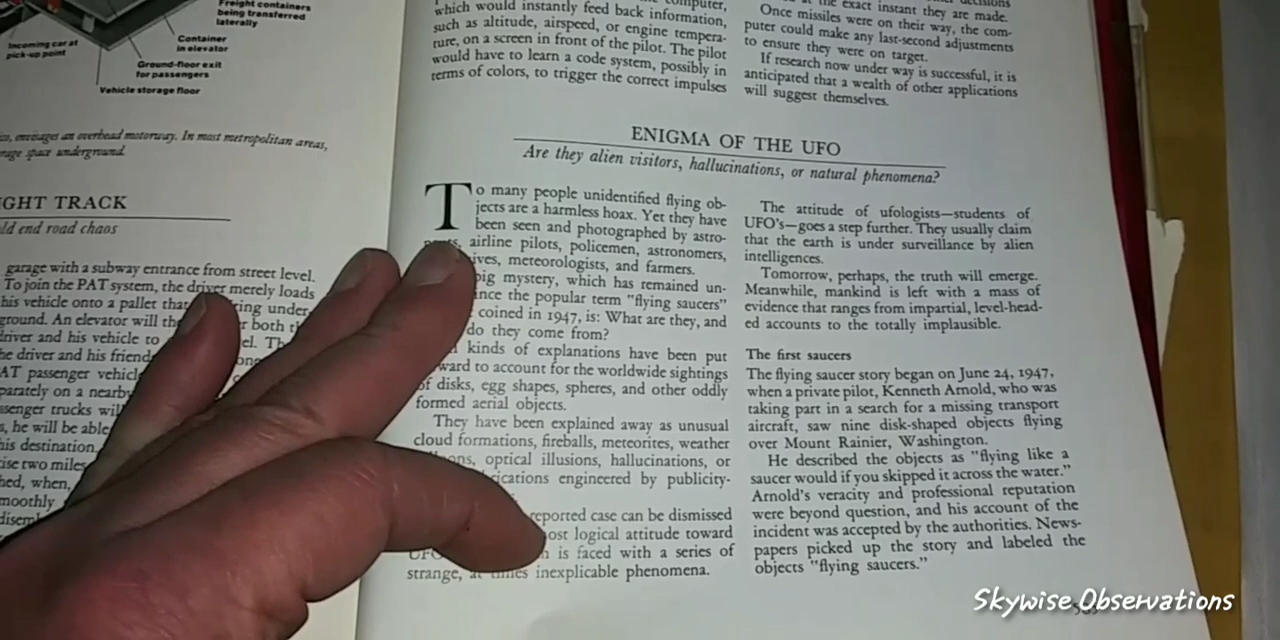 Freight containers
being transferred
laterally
Incoming car at
pick-up point
Container
in elevator
Ground-floor exit
for passengers
Vehicle storage floor
envisages an overhead motorway. In most metropolitan areas,
space underground.
GHT TRACK
ld end road chaos
garage with a subway entrance from street level.
To join the PAT system, the driver merely loads
his vehicle onto a pallet
ground. An elevator will
driver and his vehicle to
he driver and his
AT passenger
parately on a nearby
ssenger trucks
s, he will be able
his destination.
ise two miles
hed, when,
moothly
computer,
which would instantly feed back information,
such as altitude, airspeed, or engine tempera-
ture, on a screen in front of the pilot. The pilot
would have to learn a code system, possibly in
terms of colors, to trigger the correct impulses
at the exact instant they are made.
Once missiles were on their way, the com-
puter could make any last-second adjustments
to ensure they were on target.
If research now under way is successful, it is
anticipated that a wealth of other applications
will suggest themselves.
ENIGMA OF THE UFO
Are they alien visitors, hallucinations, or natural phenomena?
To many people unidentified flying ob-
jects are a harmless hoax. Yet they have
been seen and photographed by astro-
airline pilots, policemen, astronomers,
ives, meteorologists, and farmers.
big mystery, which has remained un-
ince the popular term "flying saucers"
coined in 1947, is: What are they, and
do they come from?
kinds of explanations have been put
ward to account for the worldwide sightings
of disks, egg shapes, spheres, and other oddly
formed aerial objects.
They have been explained away as unusual
cloud formations, fireballs, meteorites, weather
optical illusions, hallucinations, or
rications engineered by publicity-
reported case can be dismissed
ost logical attitude toward
is faced with a series of
strange, at times inexplicable phenomena.
The attitude of ufologists—students of
UFO's—goes a step further. They usually claim
that the earth is under surveillance by alien
intelligences.
Tomorrow, perhaps, the truth will emerge.
Meanwhile, mankind is left with a mass of
evidence that ranges from impartial, level-head-
ed accounts to the totally implausible.
The first saucers
The flying saucer story began on June 24, 1947,
when a private pilot, Kenneth Arnold, who was
taking part in a search for a missing transport
aircraft, saw nine disk-shaped objects flying
over Mount Rainier, Washington.
He described the objects as "flying like a
saucer would if you skipped it across the water."
Arnold's veracity and professional reputation
were beyond question, and his account of the
incident was accepted by the authorities. News-
papers picked up the story and labeled the
objects "flying saucers."
Skywise Observations